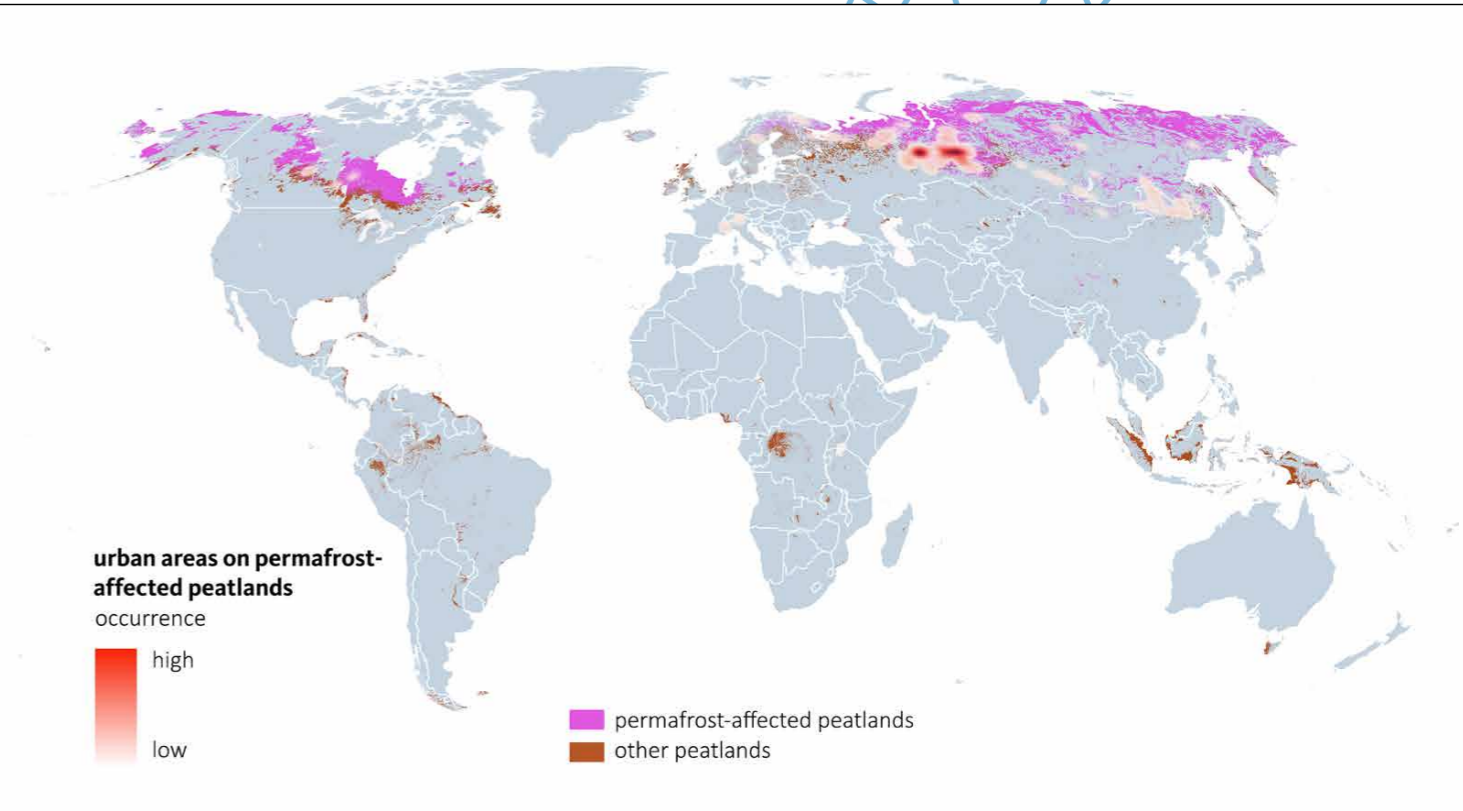 urban areas on permafrost-
affected peatlands
occurrence
high
low
permafrost-affected peatlands
other peatlands